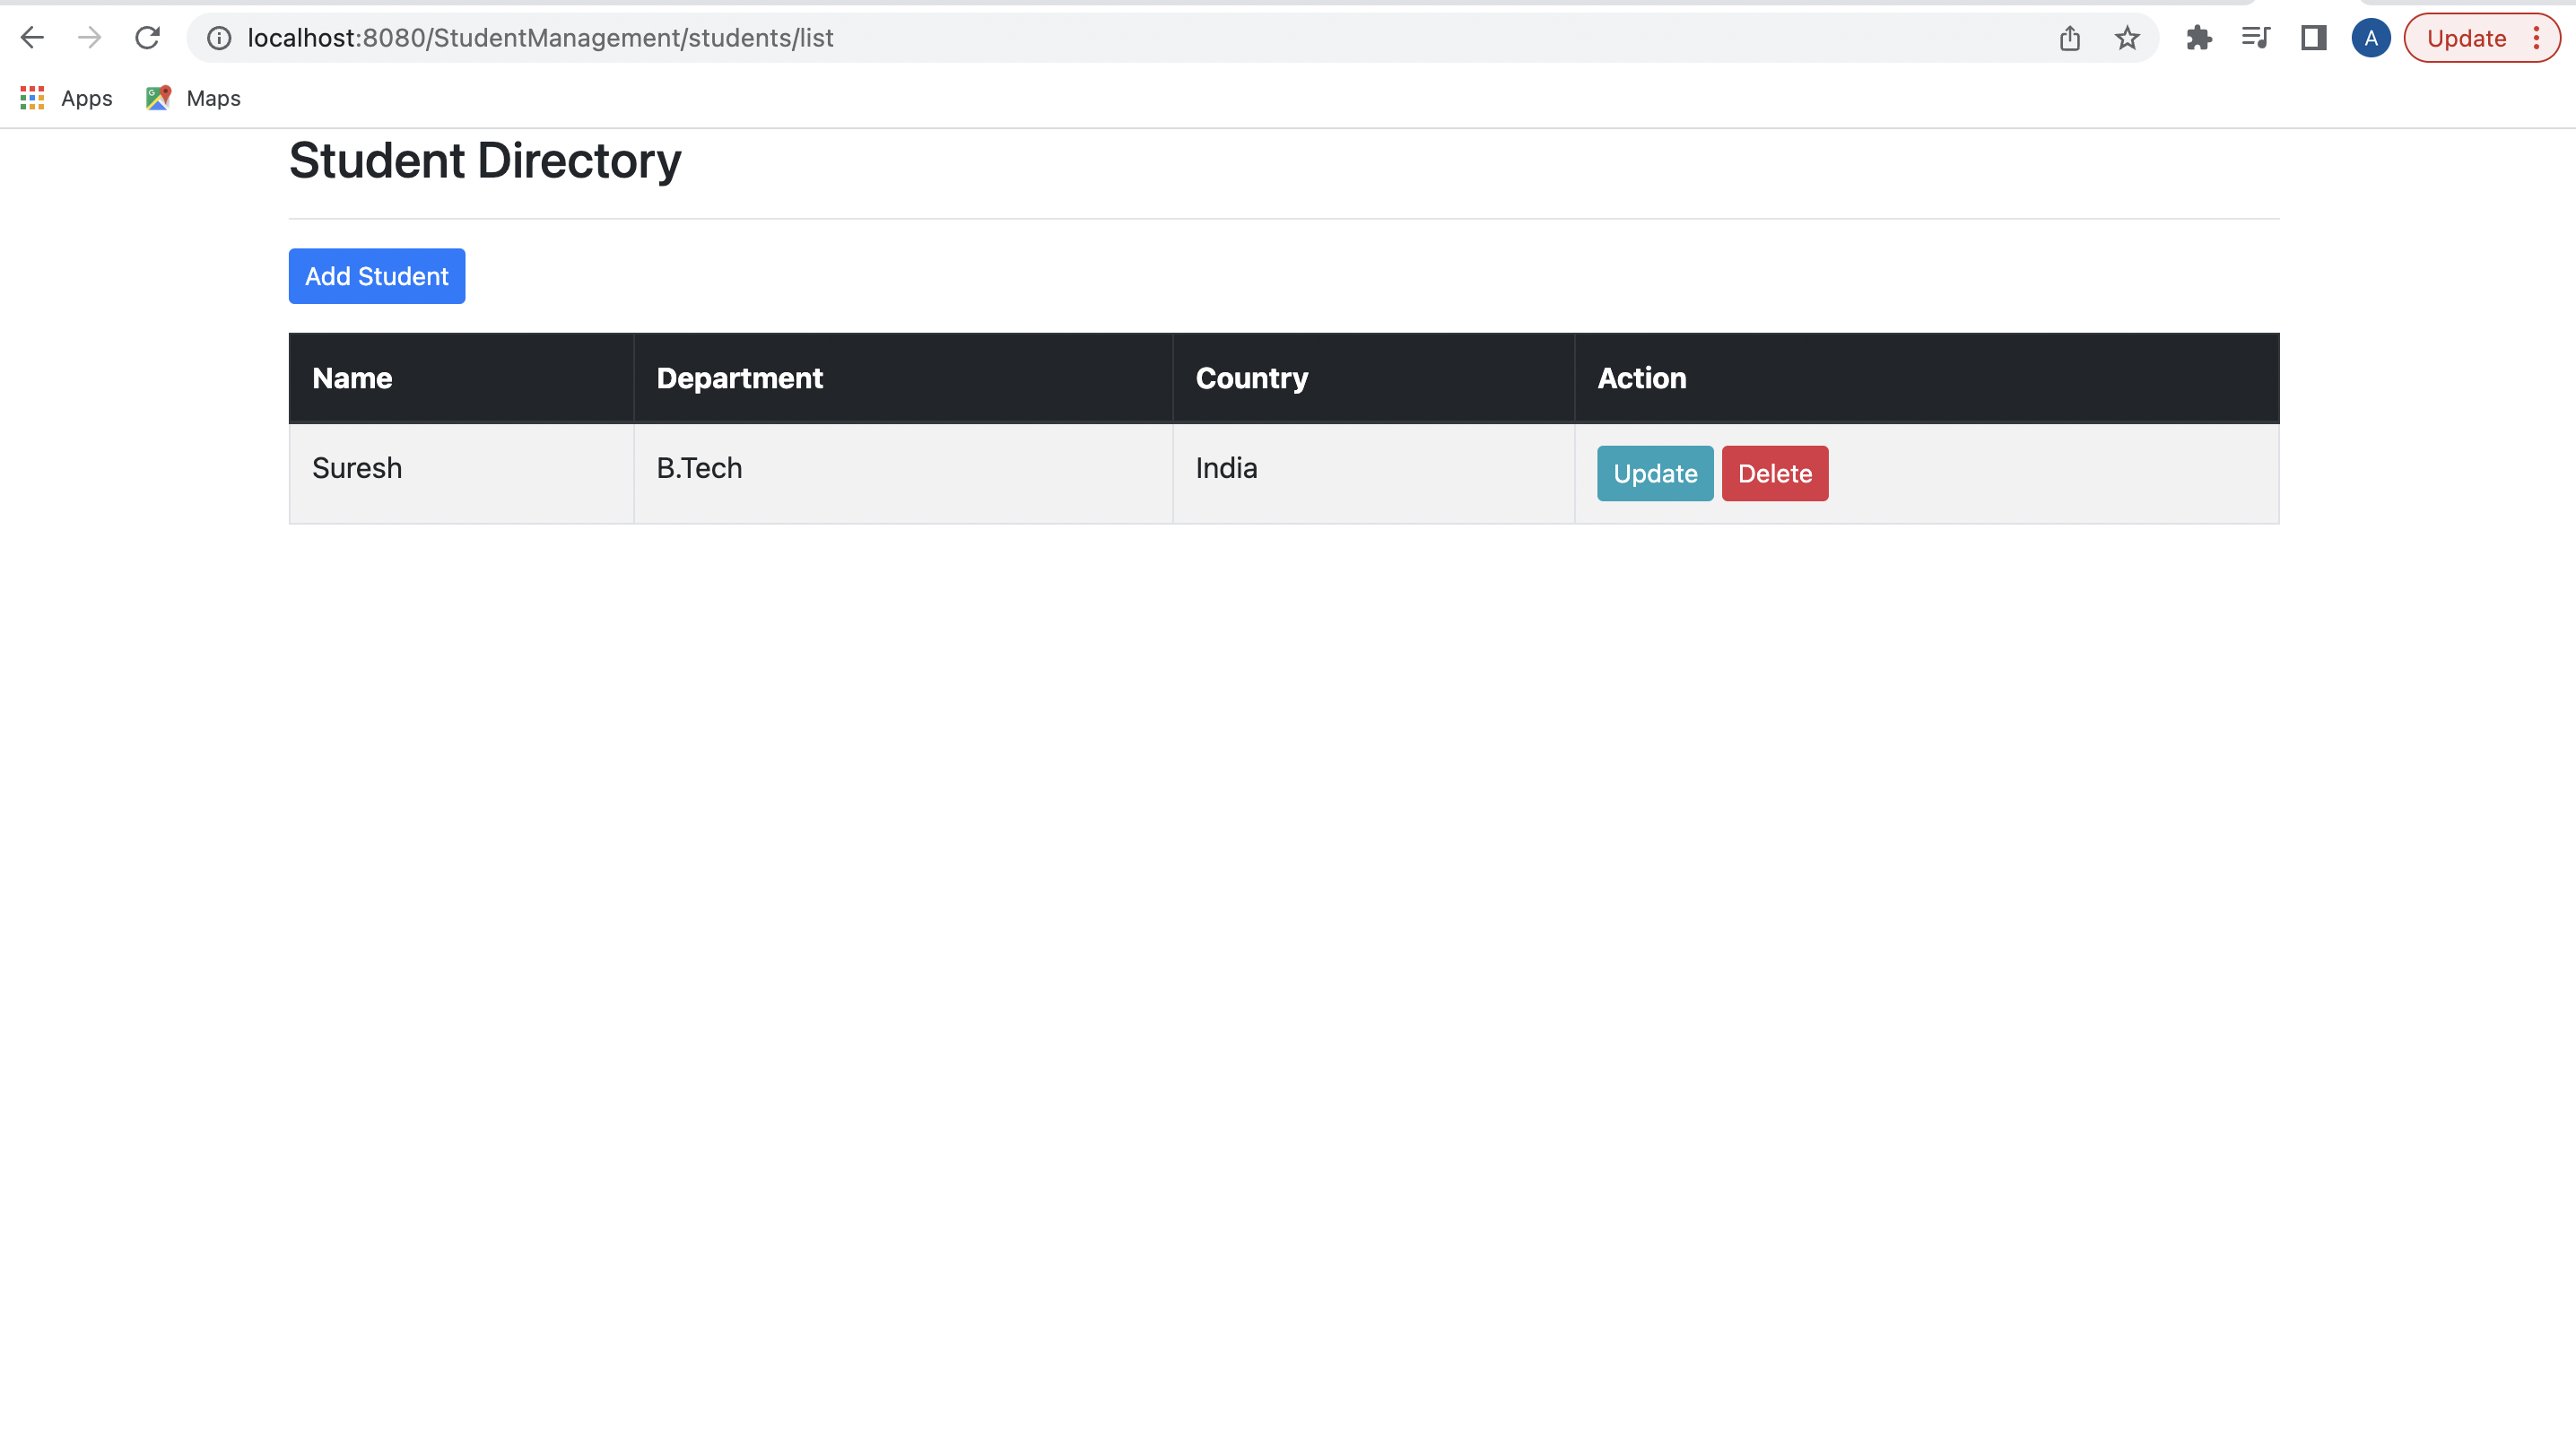 localhost:8080/StudentManagement/students/list
A
Update
Apps
Maps
Student Directory
Add Student
Name Department Country Action
Suresh B.Tech India Update Delete